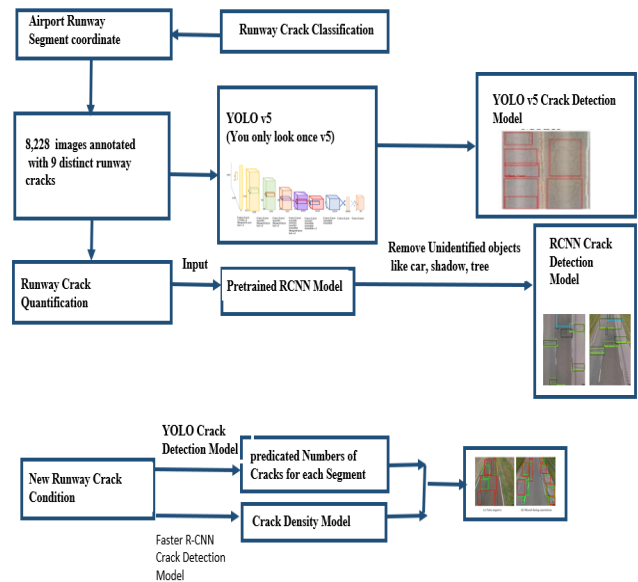 Airport Runway
Segment coordinate
Runway Crack Classification
8,228 images annotated
with 9 distinct runway
cracks
YOLO v5
(You only look once v5)
YOLO v5 Crack Detection
Model
Runway Crack
Quantification
Input
Pretrained RCNN Model
Remove Unidentified objects
like car, shadow, tree
RCNN Crack
Detection
Model
New Runway Crack
Condition
YOLO Crack
Detection Model
predicated Numbers of
Cracks for each Segment
Faster R-CNN
Crack Detection
Model
Crack Density Model